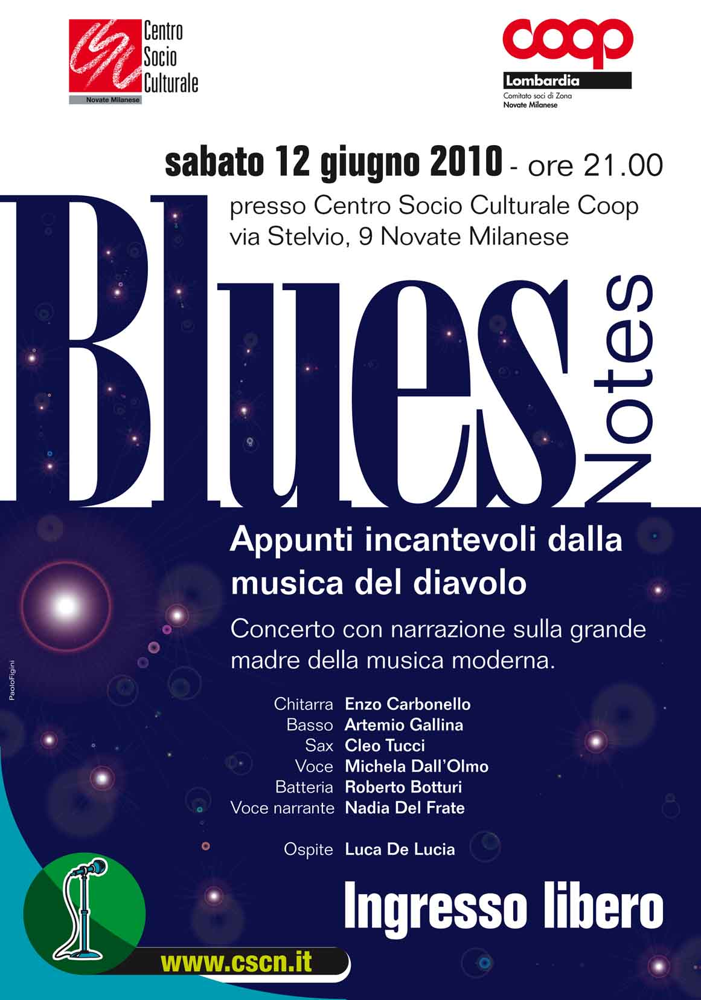 Centro
Socio
Culturale
Novate Milanese
coop
Lombardia
Comitato soci di Zona
Novate Milanese
sabato 12 giugno 2010 - ore 21.00
presso Centro Socio Culturale Coop
via Stelvio, 9 Novate Milanese
Blues
Notes
Appunti incantevoli dalla
musica del diavolo
Concerto con narrazione sulla grande
madre della musica moderna.
Chitarra Enzo Carbonello
Basso Artemio Gallina
Sax Cleo Tucci
Voce Michela Dall'Olmo
Batteria Roberto Botturi
Voce narrante Nadia Del Frate
Ospite Luca De Lucia
Ingresso libero
www.cscn.it
PaoloFigini